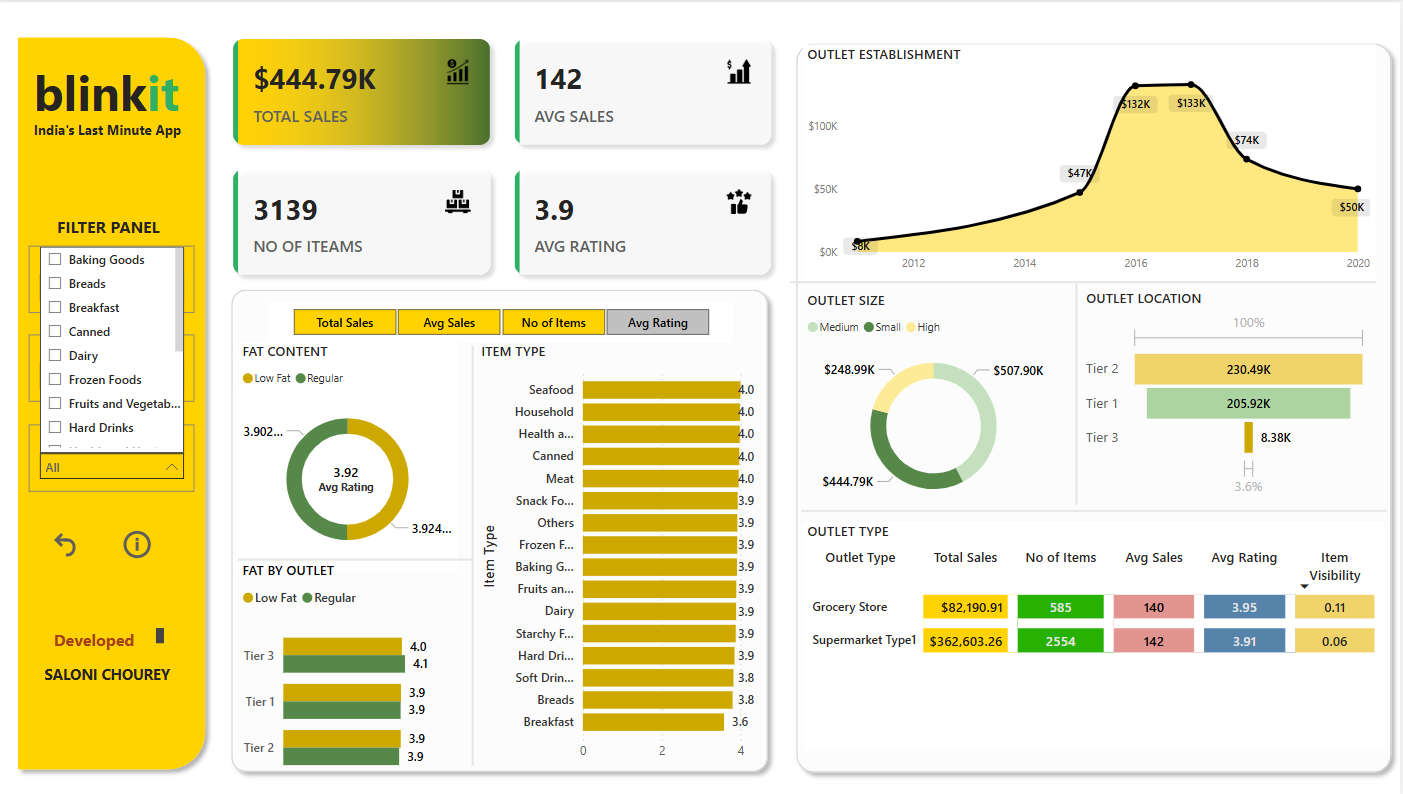 blinkit
India's Last Minute App
FILTER PANEL
Baking Goods
Breads
Breakfast
Canned
Dairy
Frozen Foods
Fruits and Vegetab...
Hard Drinks
All
Developed
SALONI CHOUREY
$444.79K
TOTAL SALES
142
AVG SALES
3139
NO OF ITEAMS
3.9
AVG RATING
Total Sales
Avg Sales
No of Items
Avg Rating
FAT CONTENT
Low Fat Regular
3.902...
3.92
Avg Rating
3.924...
FAT BY OUTLET
Low Fat Regular
Tier 3 4.0
4.1
Tier 1 3.9
3.9
Tier 2 3.9
3.9
ITEM TYPE
Item Type
Seafood 4.0
Household 4.0
Health a... 4.0
Canned 4.0
Meat 4.0
Snack Fo... 3.9
Others 3.9
Frozen F... 3.9
Baking G... 3.9
Fruits an... 3.9
Dairy 3.9
Starchy F... 3.9
Hard Dri... 3.9
Soft Drin... 3.8
Breads 3.8
Breakfast 3.6
0 2 4
OUTLET ESTABLISHMENT
$100K
$50K
$0K
$8K
$47K
$132K
$133K
$74K
$50K
2012 2014 2016 2018 2020
OUTLET SIZE
Medium Small High
$248.99K
$507.90K
$444.79K
OUTLET LOCATION
100%
Tier 2 230.49K
Tier 1 205.92K
Tier 3 8.38K
3.6%
OUTLET TYPE
Outlet Type Total Sales No of Items Avg Sales Avg Rating Item
Visibility
Grocery Store $82,190.91 585 140 3.95 0.11
Supermarket Type1 $362,603.26 2554 142 3.91 0.06